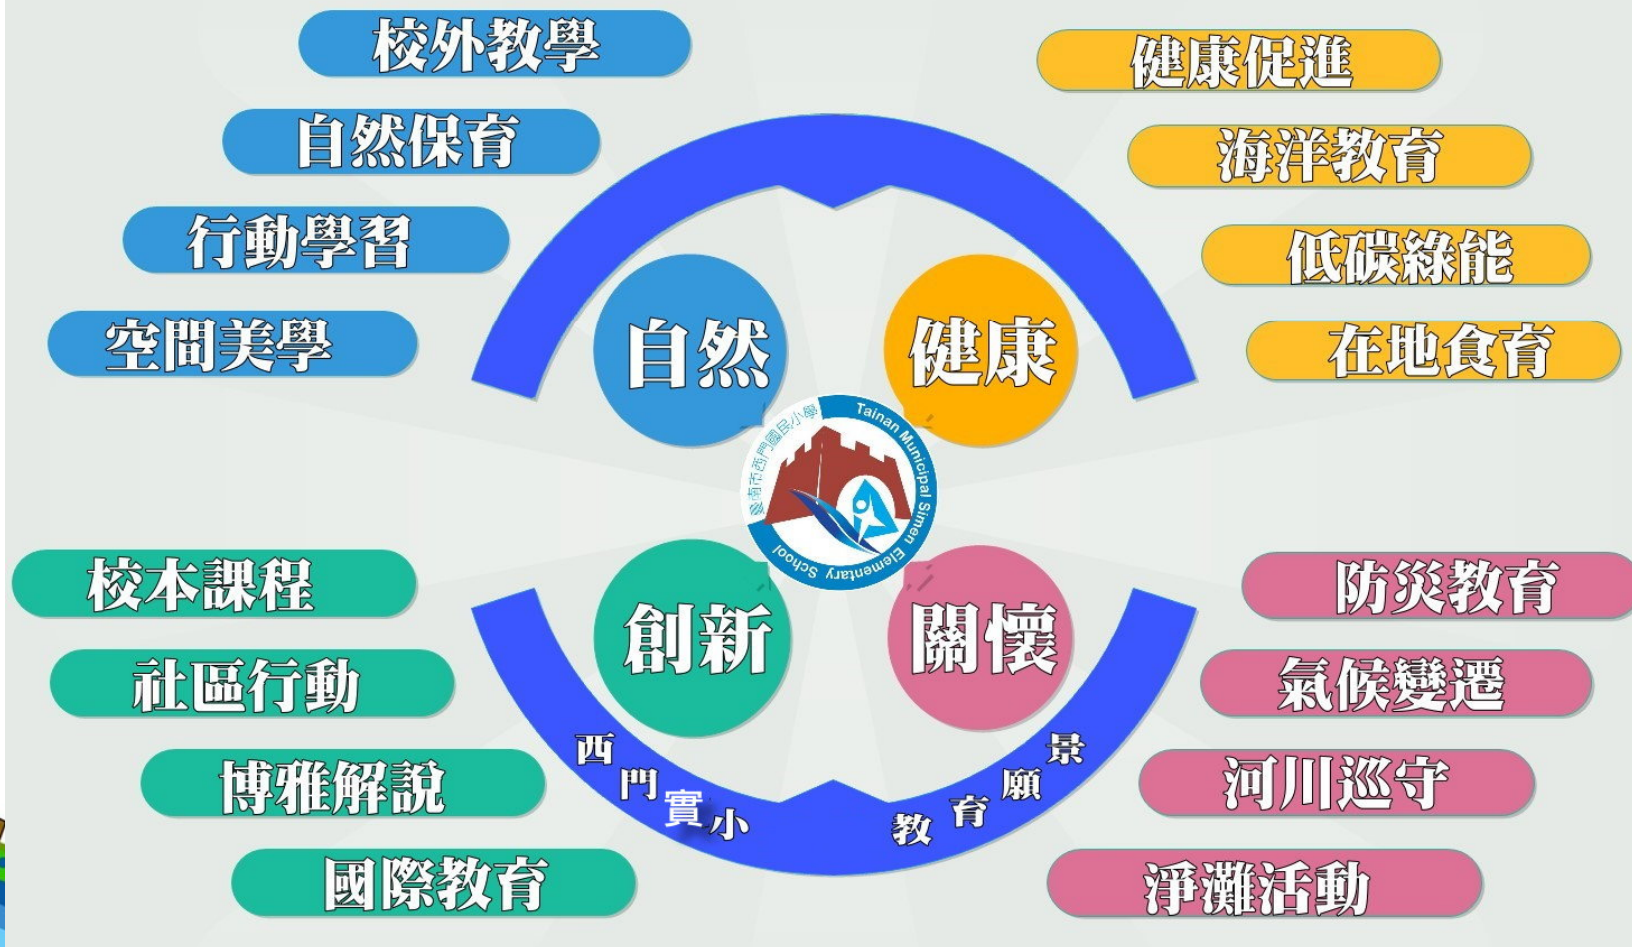 校外教學
自然保育
行動學習
空間美學
健康促進
海洋教育
低碳綠能
在地食育
自然
健康
臺南市西門國民小學
Tainan Municipal Simen Elementary School
創新
關懷
校本課程
社區行動
博雅解說
國際教育
防災教育
氣候變遷
河川巡守
淨灘活動
西門實小
教育願景